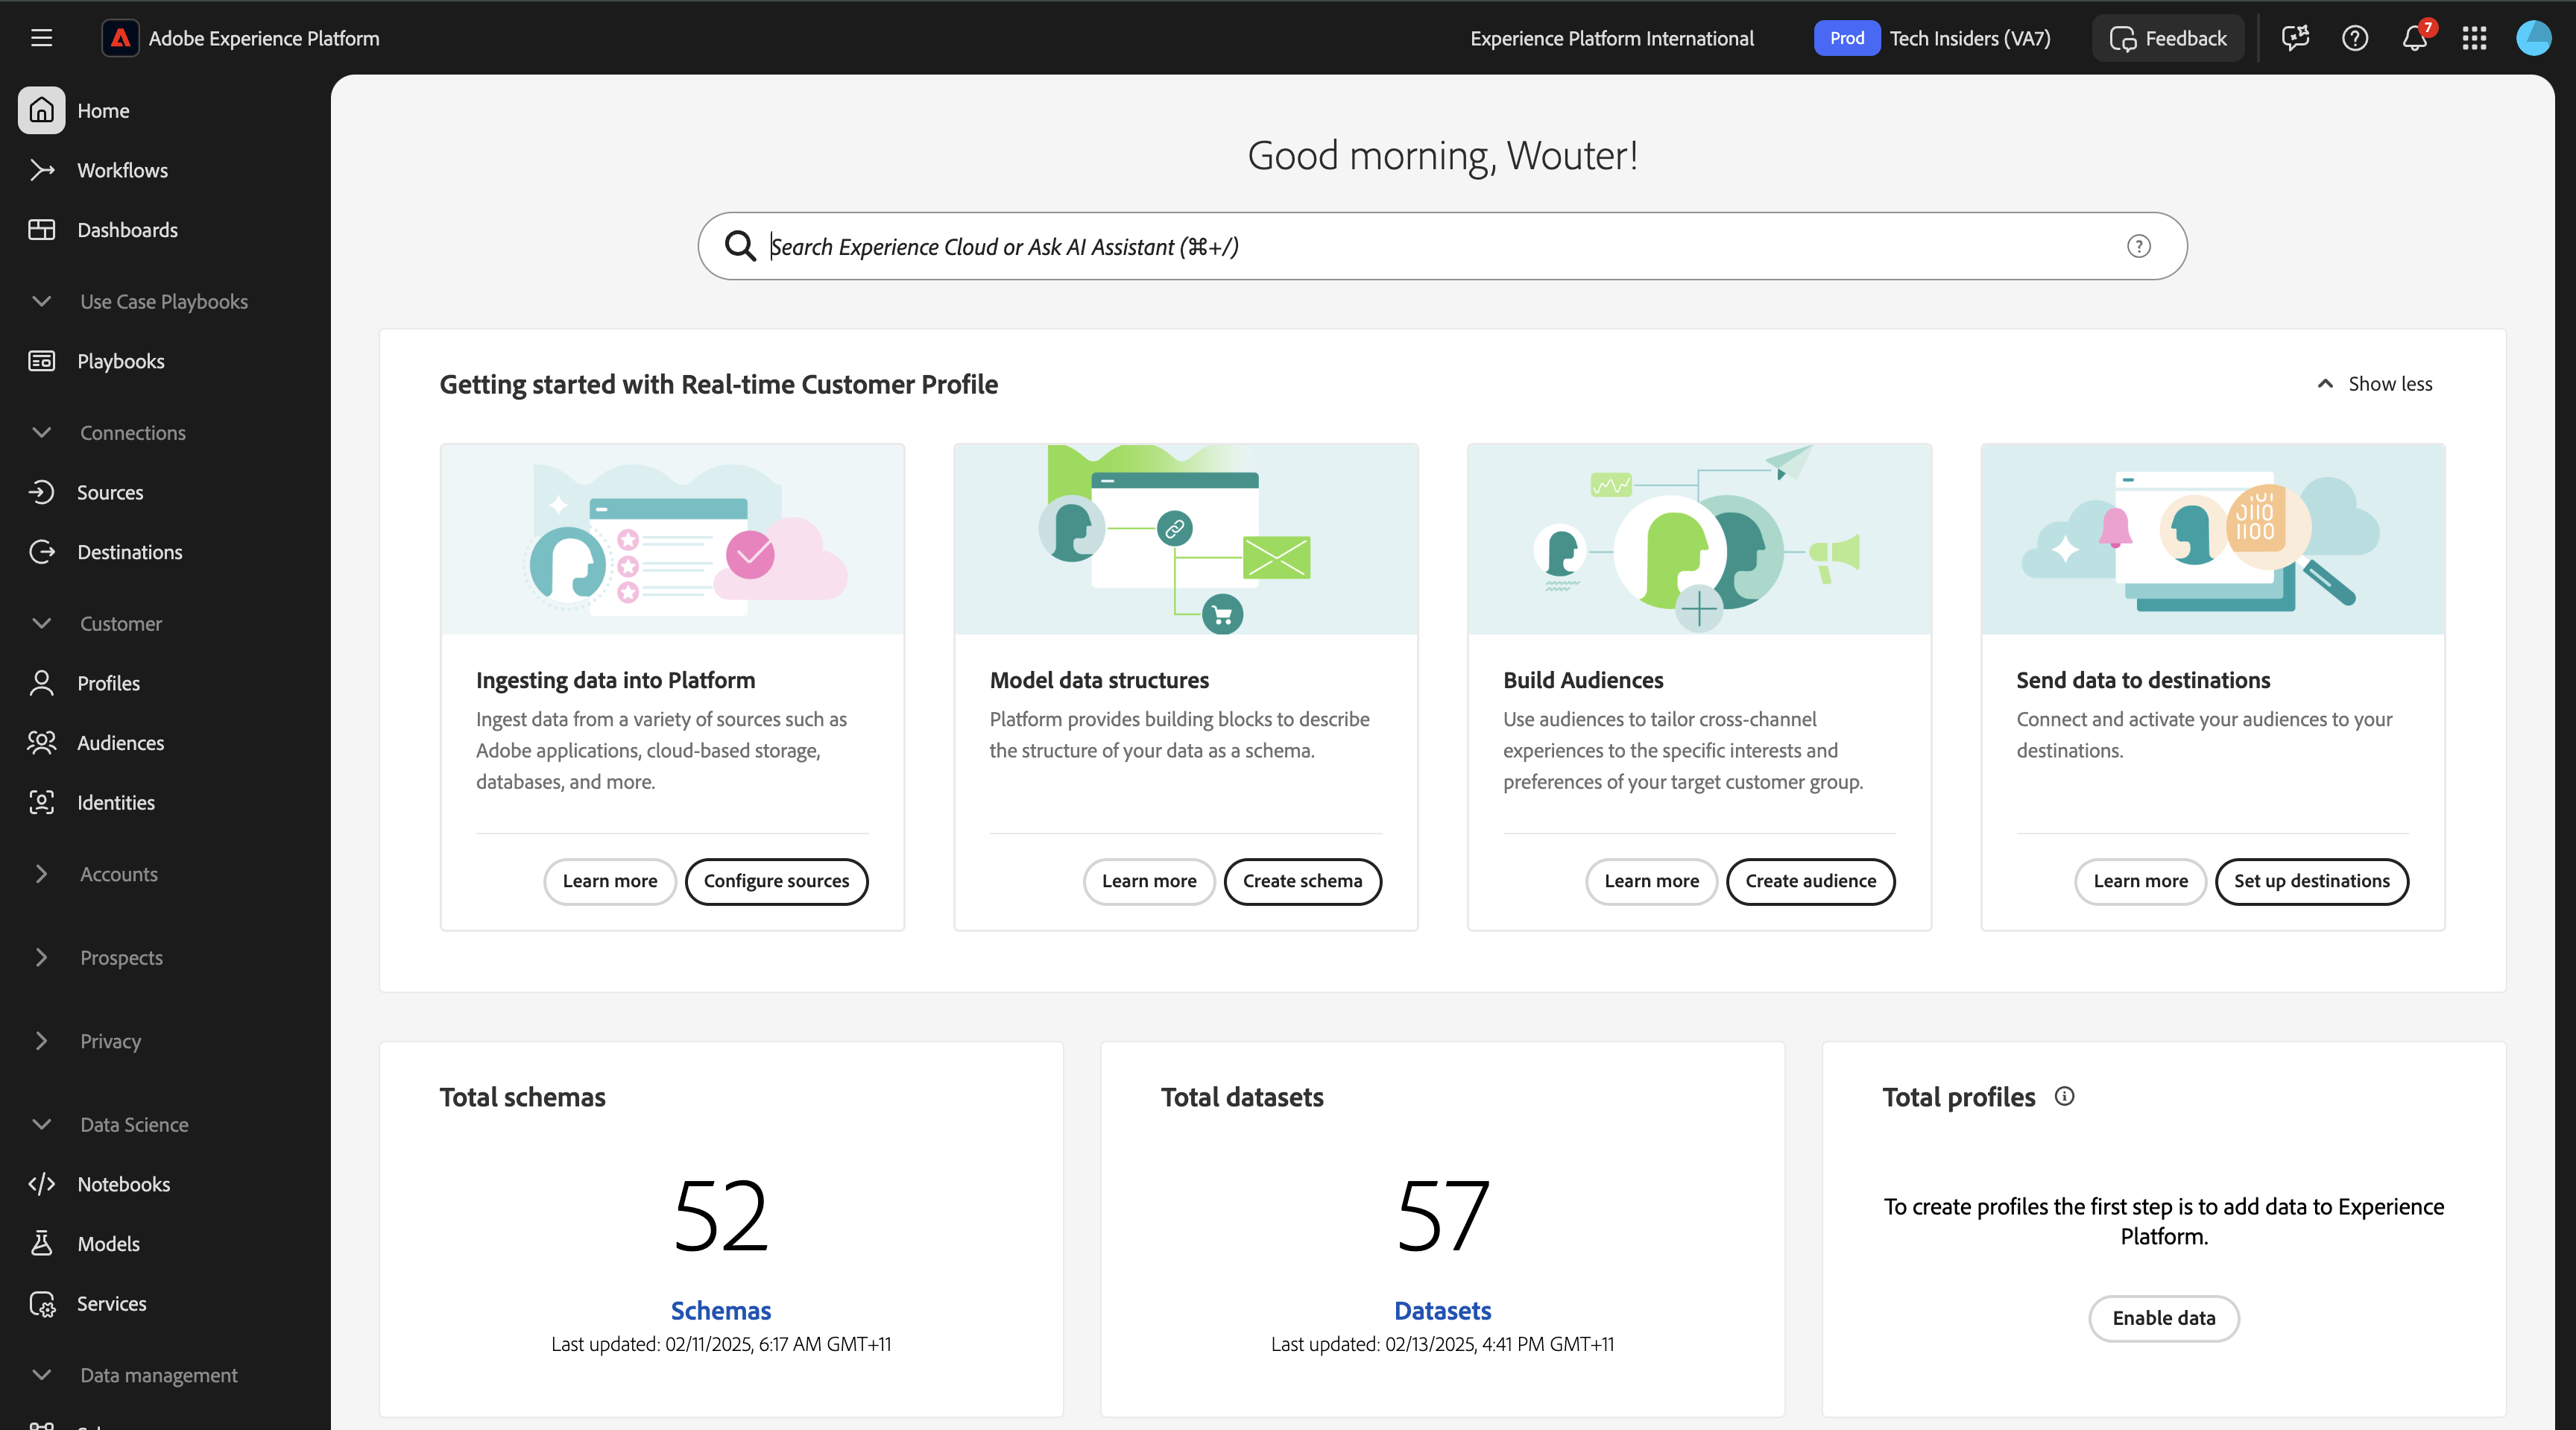 Adobe Experience Platform
Experience Platform International
Prod
Tech Insiders (VA7)
Feedback
7
Home
Workflows
Dashboards
Use Case Playbooks
Playbooks
Connections
Sources
Destinations
Customer
Profiles
Audiences
Identities
Accounts
Prospects
Privacy
Data Science
Notebooks
Models
Services
Data management
Good morning, Wouter!
Search Experience Cloud or Ask AI Assistant (⌘+/)
Getting started with Real-time Customer Profile
Show less
Ingesting data into Platform
Ingest data from a variety of sources such as
Adobe applications, cloud-based storage,
databases, and more.
Learn more
Configure sources
Model data structures
Platform provides building blocks to describe
the structure of your data as a schema.
Learn more
Create schema
Build Audiences
Use audiences to tailor cross-channel
experiences to the specific interests and
preferences of your target customer group.
Learn more
Create audience
Send data to destinations
Connect and activate your audiences to your
destinations.
Learn more
Set up destinations
Total schemas
52
Schemas
Last updated: 02/11/2025, 6:17 AM GMT+11
Total datasets
57
Datasets
Last updated: 02/13/2025, 4:41 PM GMT+11
Total profiles
To create profiles the first step is to add data to Experience
Platform.
Enable data